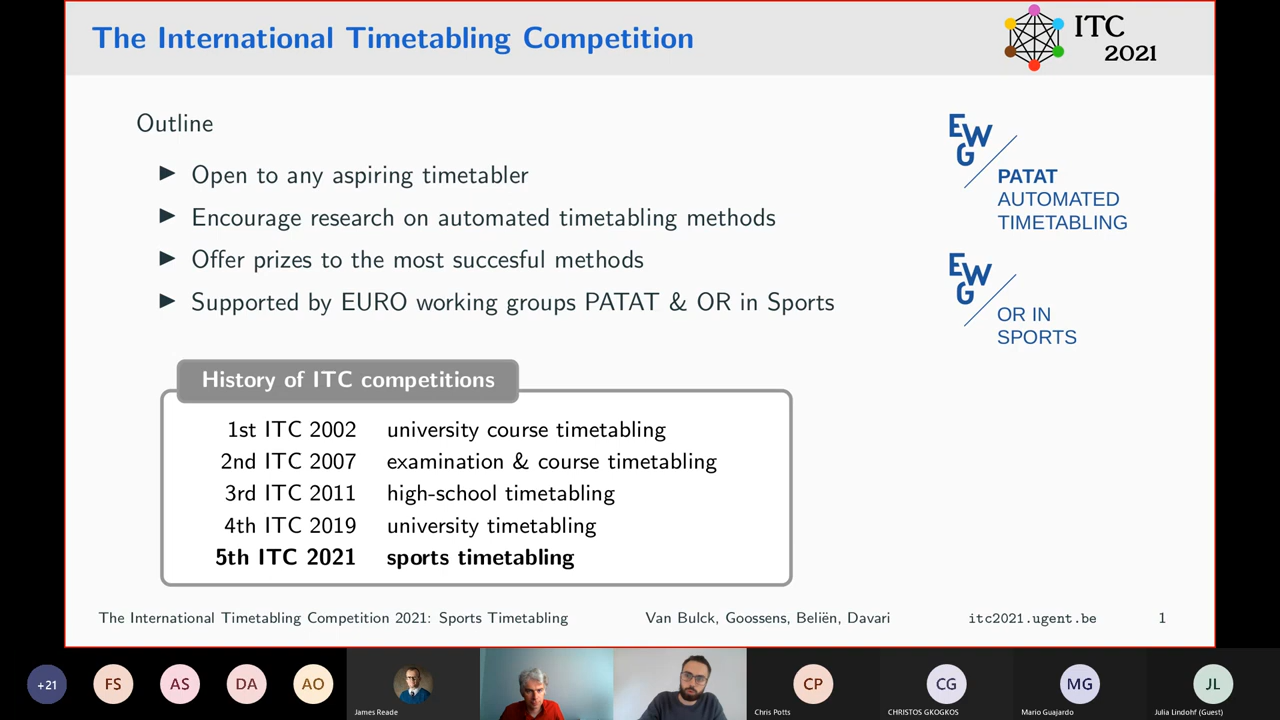 The International Timetabling Competition
ITC
2021
Outline
Open to any aspiring timetabler
Encourage research on automated timetabling methods
Offer prizes to the most succesful methods
Supported by EURO working groups PATAT & OR in Sports
EWG
PATAT
AUTOMATED
TIMETABLING
EWG
OR IN
SPORTS
History of ITC competitions
1st ITC 2002 university course timetabling
2nd ITC 2007 examination & course timetabling
3rd ITC 2011 high-school timetabling
4th ITC 2019 university timetabling
5th ITC 2021 sports timetabling
The International Timetabling Competition 2021: Sports Timetabling Van Bulck, Goossens, Beliën, Davari itc2021.ugent.be 1
+21 FS AS DA AO CP CG MG JL
James Reade Chris Potts CHRISTOS GKOGKOS Mario Guajardo Julia Lindohf (Guest)